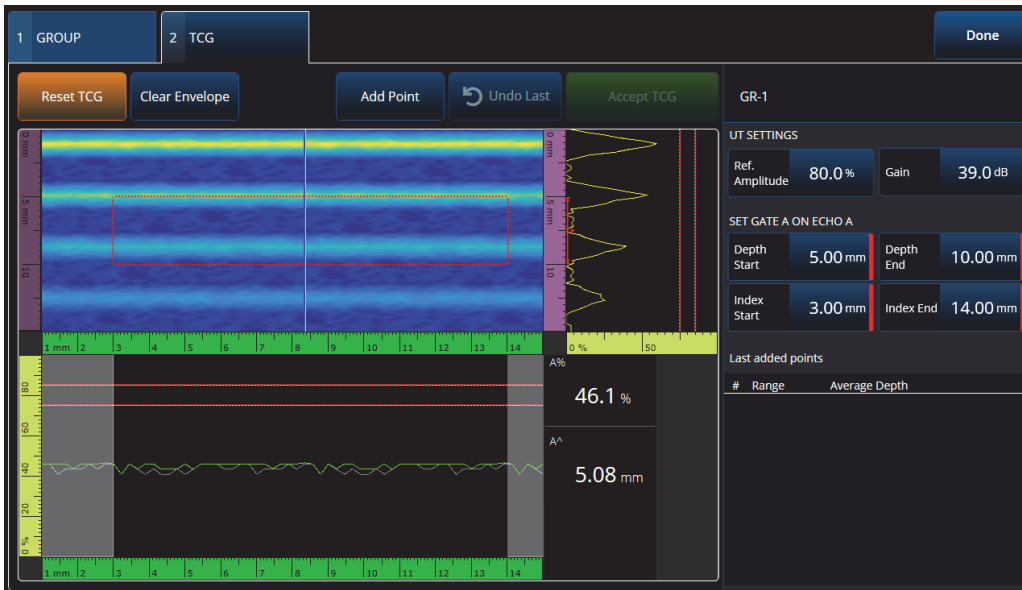 1 GROUP
2 TCG
Done
Reset TCG
Clear Envelope
Add Point
Undo Last
Accept TCG
GR-1
UT SETTINGS
Ref. Amplitude 80.0 %
Gain 39.0 dB
SET GATE A ON ECHO A
Depth Start 5.00 mm
Depth End 10.00 mm
Index Start 3.00 mm
Index End 14.00 mm
Last added points
# Range Average Depth
0 mm
5 mm
10
0 mm
5 mm
10
1 mm 2 3 4 5 6 7 8 9 10 11 12 13 14
0 % 50
80
60
40
20
0 %
A%
46.1 %
A^
5.08 mm
1 mm 2 3 4 5 6 7 8 9 10 11 12 13 14